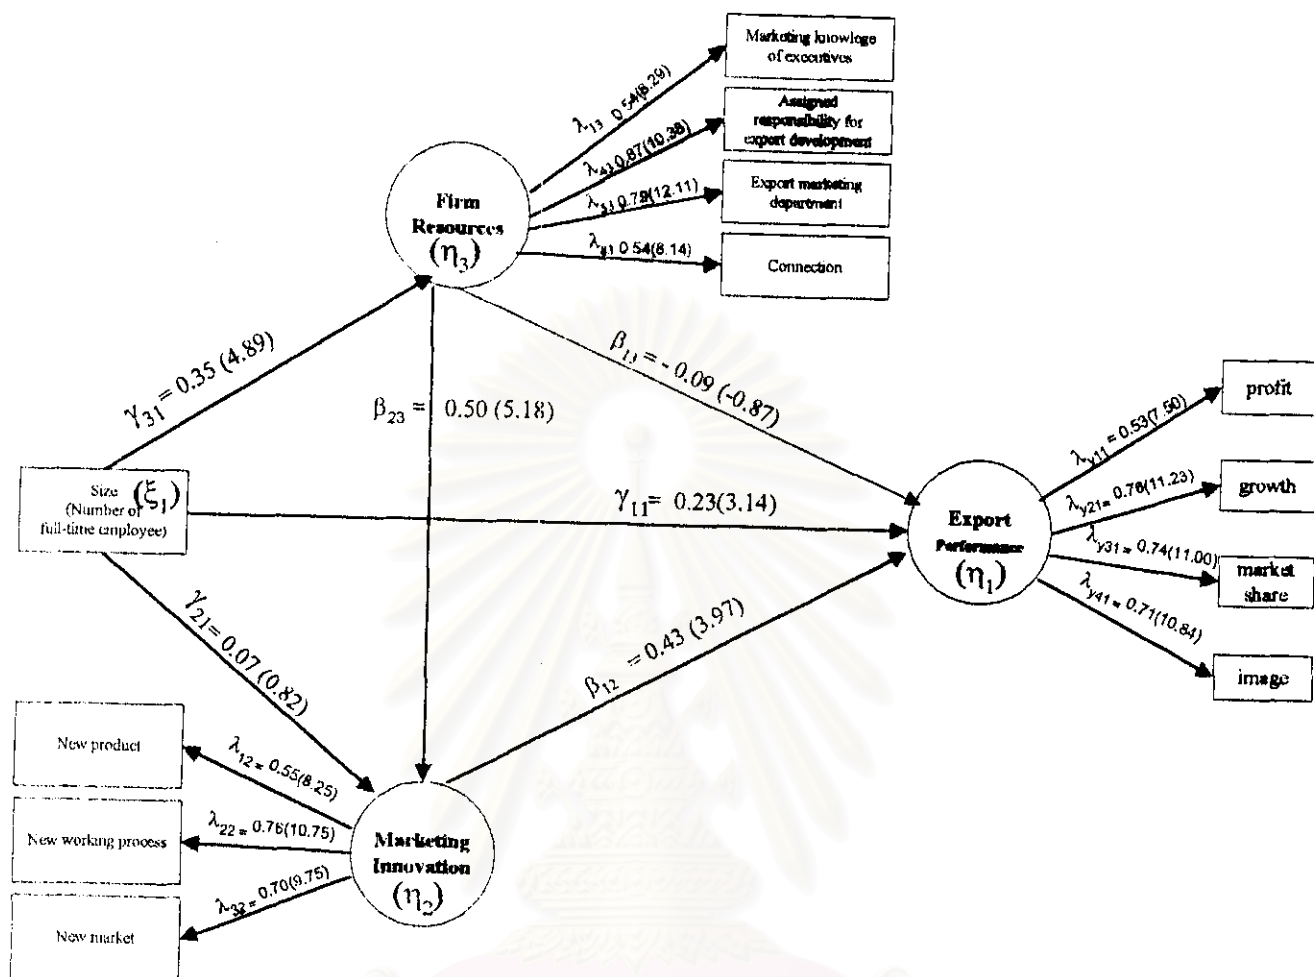 Marketing knowloge
of executives
λ13 0.54(8.29)
Assigned
responsibility for
export development
λ43 0.87(10.38)
Export marketing
department
λ53 0.79(12.11)
Connection
0.54(8.14)
Firm
Resources
(η3)
γ31 = 0.35 (4.89)
β23 = 0.50 (5.18)
β13 = - 0.09 (-0.87)
Size (ξ1)
(Number of
full-time employee)
γ11= 0.23(3.14)
γ21= 0.07 (0.82)
β12 = 0.43 (3.97)
Export
Performance
(η1)
λy11 = 0.53(7.50)
profit
λy21= 0.76(11.23)
growth
λy31 = 0.74(11.00)
market
share
λy41 = 0.71(10.84)
image
Marketing
Innovation
(η2)
New product
λ12 = 0.55(8.25)
New working process
λ22 = 0.76(10.75)
New market
λ32 = 0.70(9.75)